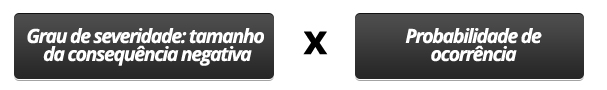 Grau de severidade: tamanho
da consequência negativa
x
Probabilidade de
ocorrência